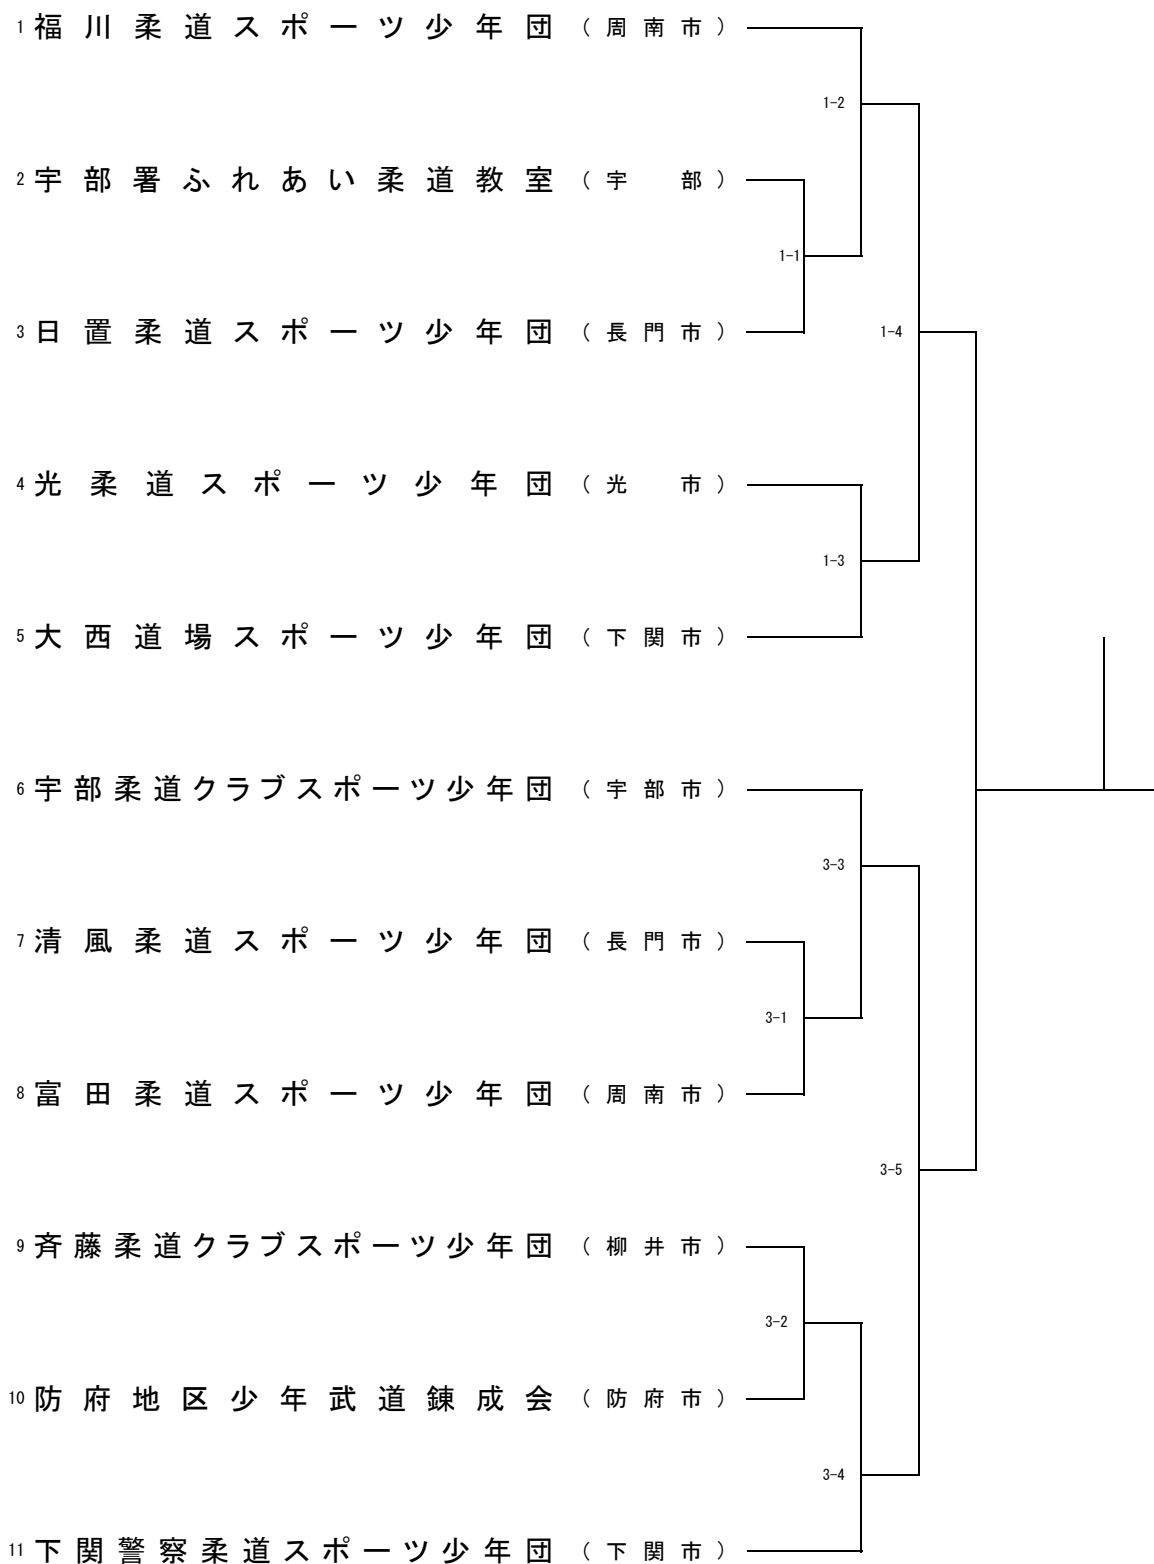 1 福川柔道スポーツ少年団 (周南市)
1-2
2 宇部署ふれあい柔道教室 (宇部)
1-1
3 日置柔道スポーツ少年団 (長門市)
1-4
4 光柔道スポーツ少年団 (光市)
1-3
5 大西道場スポーツ少年団 (下関市)
6 宇部柔道クラブスポーツ少年団 (宇部市)
3-3
7 清風柔道スポーツ少年団 (長門市)
3-1
8 富田柔道スポーツ少年団 (周南市)
3-5
9 斉藤柔道クラブスポーツ少年団 (柳井市)
3-2
10 防府地区少年武道錬成会 (防府市)
3-4
11 下関警察柔道スポーツ少年団 (下関市)